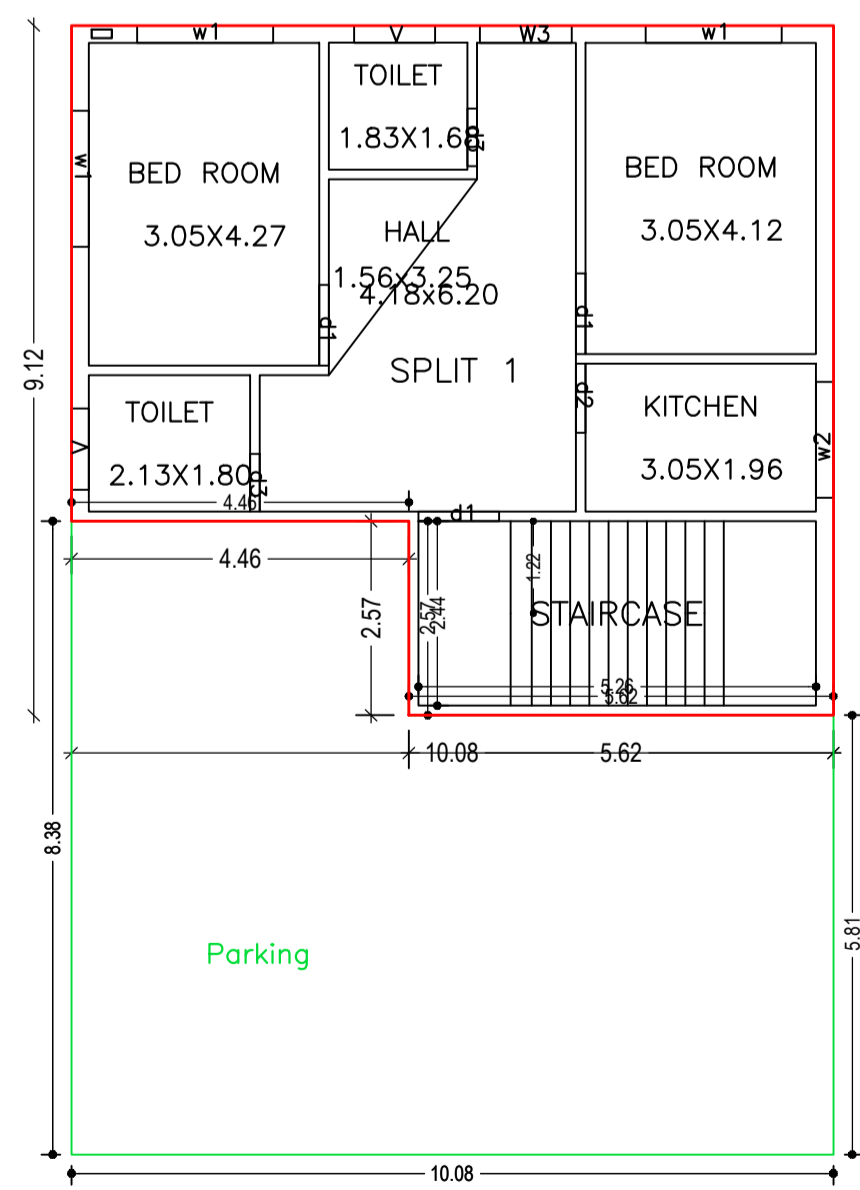 w1
V
W3
w1
TOILET
1.83X1.68
d3
w1
BED ROOM
3.05X4.27
BED ROOM
3.05X4.12
HALL
1.56x3.25
4.18x6.20
d1
d1
9.12
SPLIT 1
d2
TOILET
2.13X1.80
V
d3
KITCHEN
3.05X1.96
w2
4.46
d1
4.46
2.57
2.57
2.44
1.22
STAIRCASE
5.26
5.62
10.08
5.62
8.38
5.81
Parking
10.08